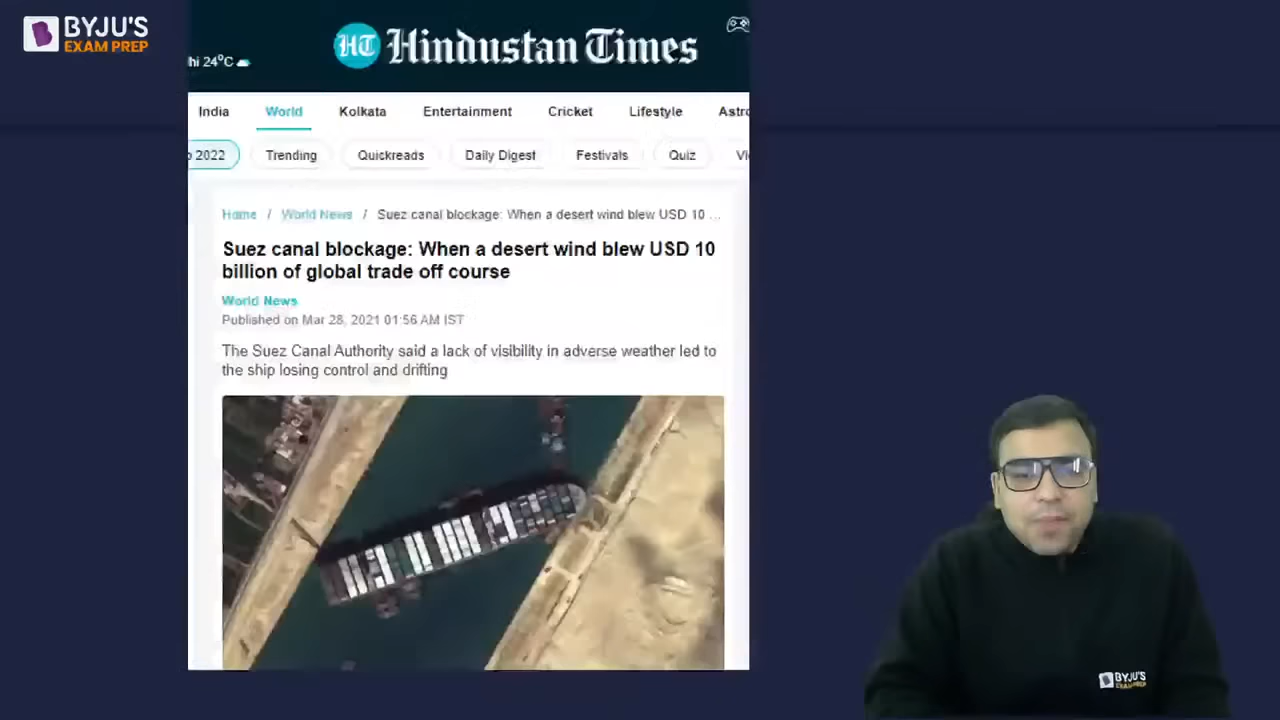 BYJU'S
EXAM PREP
HT Hindustan Times
hi 24°C
India World Kolkata Entertainment Cricket Lifestyle Astro
2022 Trending Quickreads Daily Digest Festivals Quiz
Home / World News / Suez canal blockage: When a desert wind blew USD 10 ...
Suez canal blockage: When a desert wind blew USD 10
billion of global trade off course
World News
Published on Mar 28, 2021 01:56 AM IST
The Suez Canal Authority said a lack of visibility in adverse weather led to
the ship losing control and drifting
BYJU'S
EXAM PREP